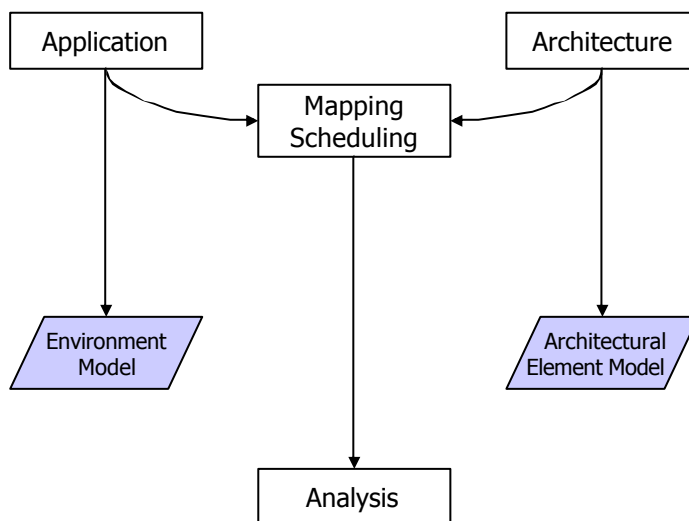 Application
Architecture
Mapping
Scheduling
Environment
Model
Architectural
Element Model
Analysis